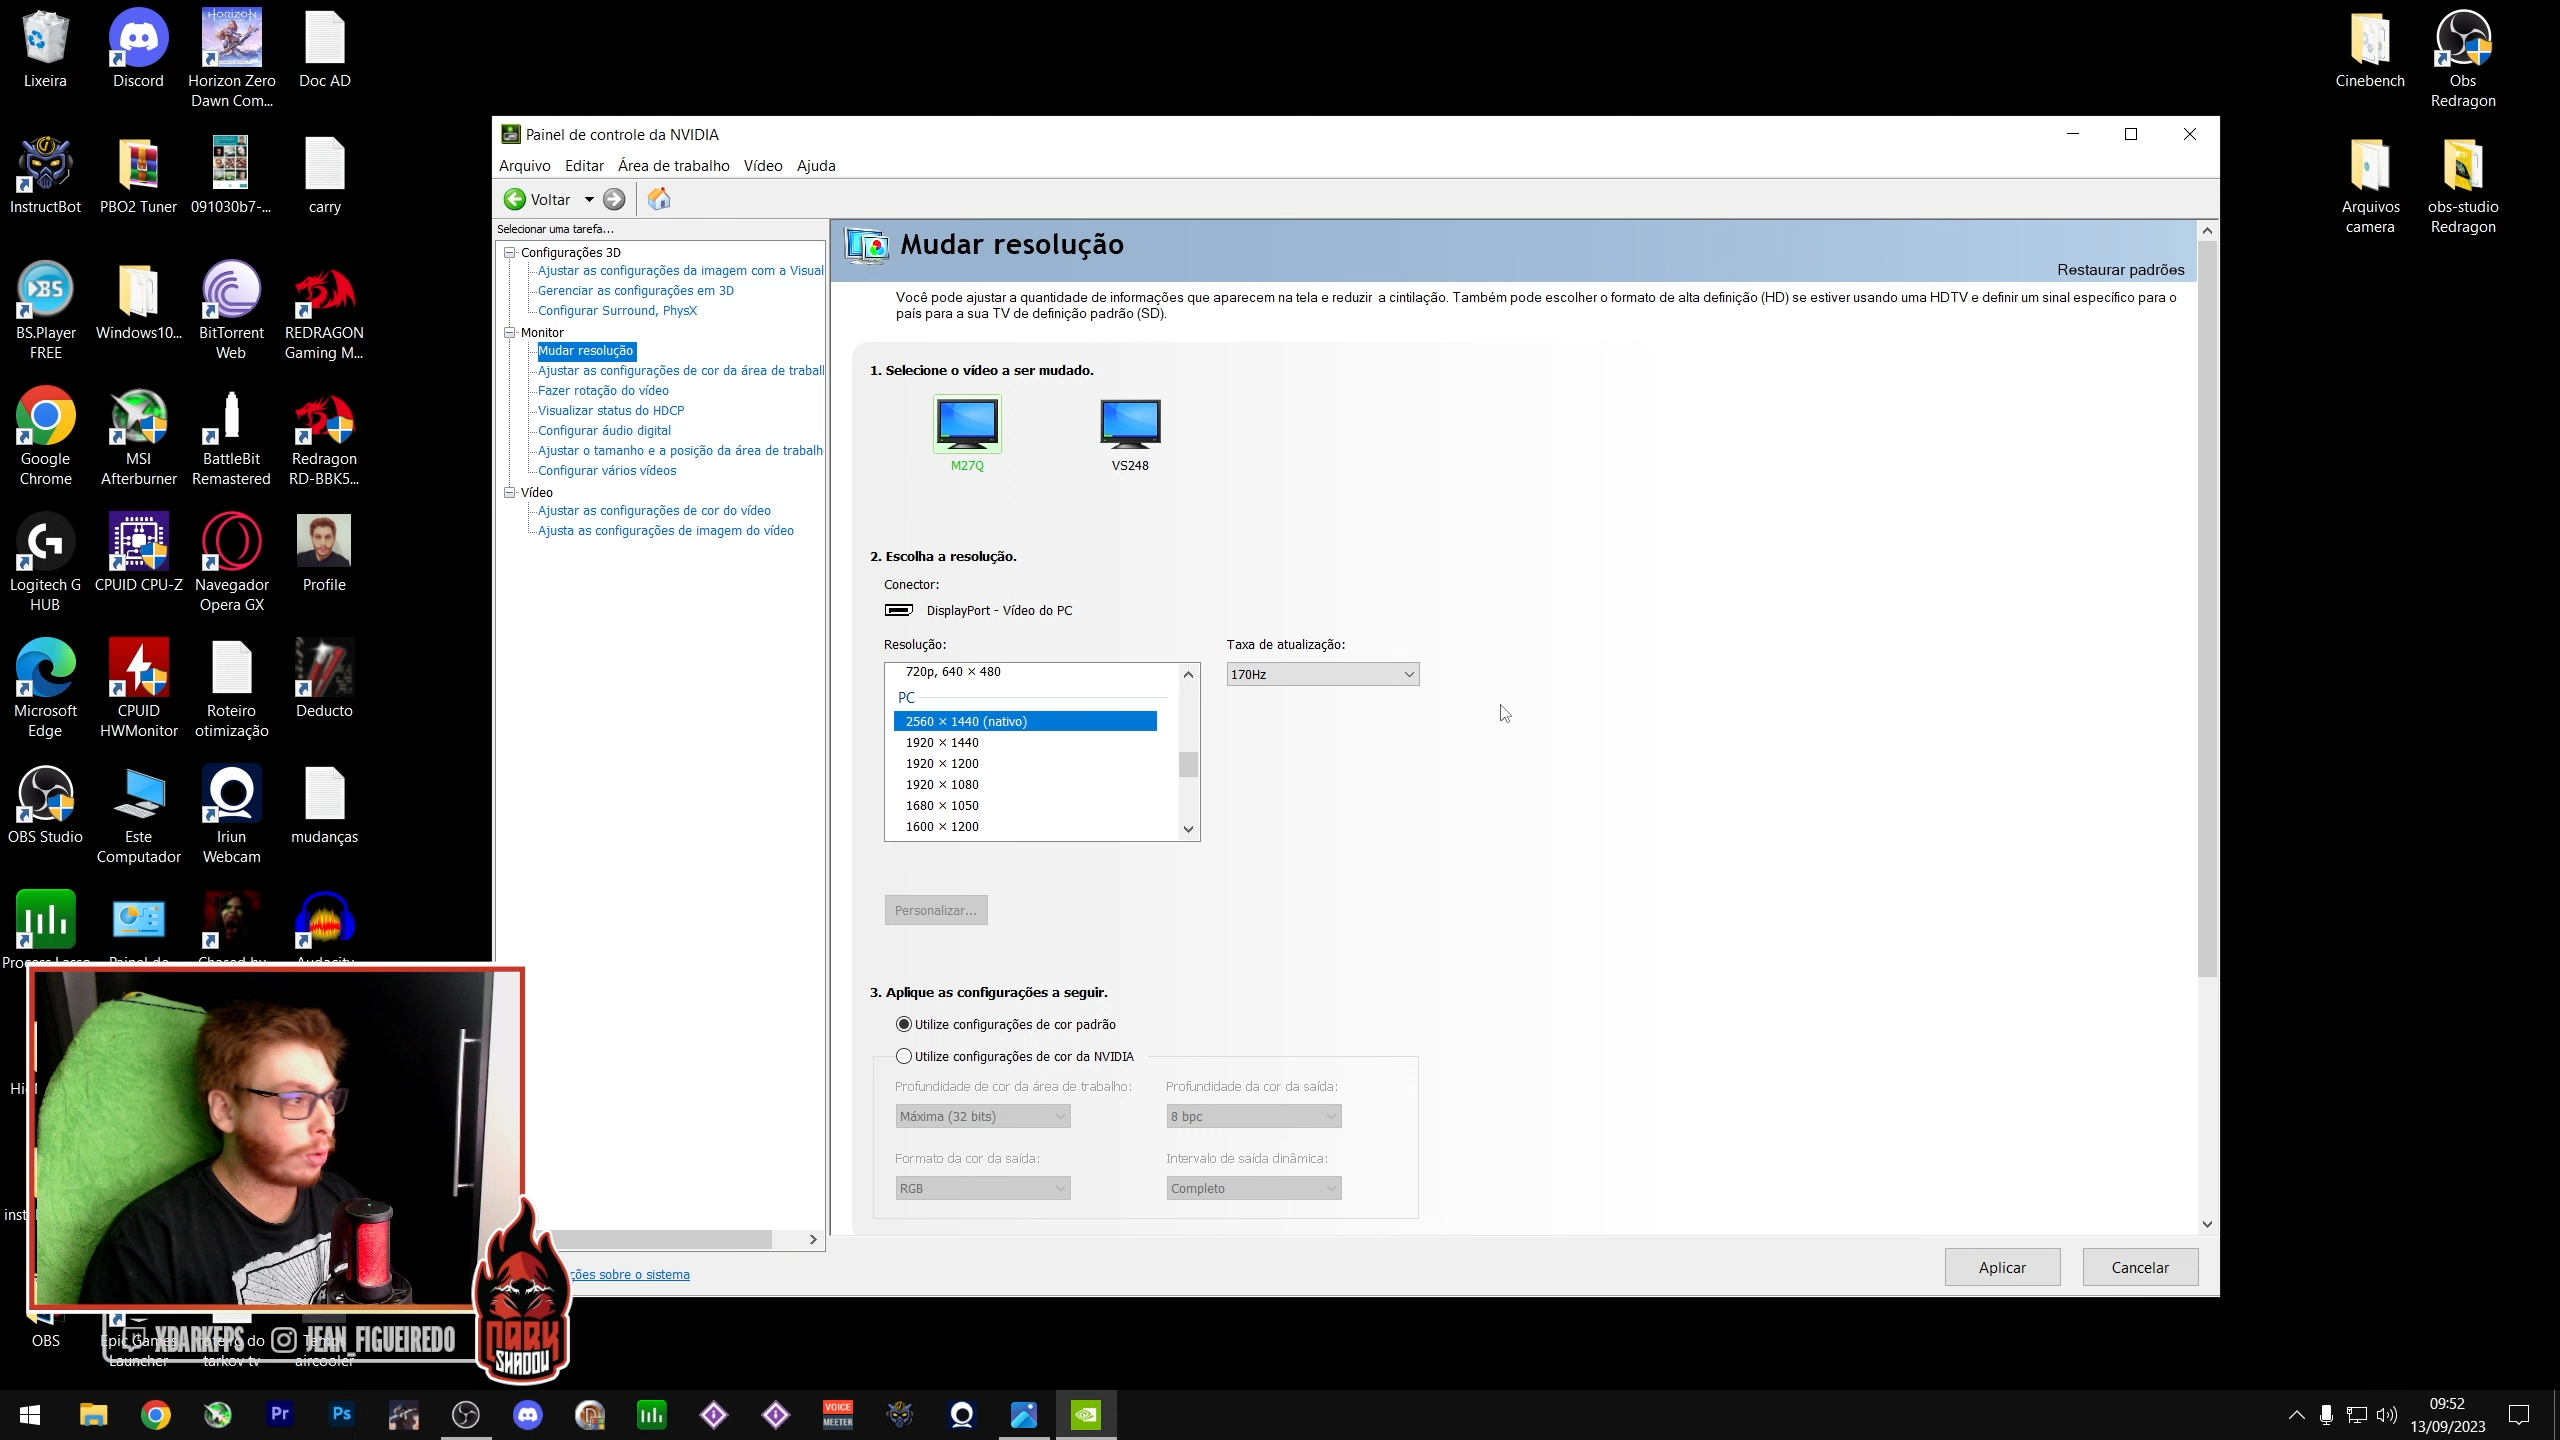 Lixeira
Discord
Horizon Zero
Dawn Com...
Doc AD
Cinebench
Obs
Redragon
InstructBot
PBO2 Tuner
091030b7-...
carry
Arquivos
camera
obs-studio
Redragon
BS.Player
FREE
Windows10...
BitTorrent
Web
REDRAGON
Gaming M...
Google
Chrome
MSI
Afterburner
BattleBit
Remastered
Redragon
RD-BBK5...
Logitech G
HUB
CPUID CPU-Z
Navegador
Opera GX
Profile
Microsoft
Edge
CPUID
HWMonitor
Roteiro
otimização
Deducto
OBS Studio
Este
Computador
Iriun
Webcam
mudanças
Painel de controle da NVIDIA
Arquivo Editar Área de trabalho Vídeo Ajuda
Voltar
Selecionar uma tarefa...
Configurações 3D
Ajustar as configurações da imagem com a Visual
Gerenciar as configurações em 3D
Configurar Surround, PhysX
Monitor
Mudar resolução
Ajustar as configurações de cor da área de traball
Fazer rotação do vídeo
Visualizar status do HDCP
Configurar áudio digital
Ajustar o tamanho e a posição da área de trabalh
Configurar vários vídeos
Vídeo
Ajustar as configurações de cor do vídeo
Ajusta as configurações de imagem do vídeo
ções sobre o sistema
Mudar resolução
Restaurar padrões
Você pode ajustar a quantidade de informações que aparecem na tela e reduzir a cintilação. Também pode escolher o formato de alta definição (HD) se estiver usando uma HDTV e definir um sinal específico para o
país para a sua TV de definição padrão (SD).
1. Selecione o vídeo a ser mudado.
M27Q
VS248
2. Escolha a resolução.
Conector:
DisplayPort - Vídeo do PC
Resolução:
Taxa de atualização:
720p, 640 × 480
170Hz
PC
2560 × 1440 (nativo)
1920 × 1440
1920 × 1200
1920 × 1080
1680 × 1050
1600 × 1200
Personalizar...
3. Aplique as configurações a seguir.
Utilize configurações de cor padrão
Utilize configurações de cor da NVIDIA
Profundidade de cor da área de trabalho:
Profundidade da cor da saída:
Máxima (32 bits)
8 bpc
Formato da cor da saída:
Intervalo de saída dinâmica:
RGB
Completo
Aplicar
Cancelar
OBS
Epic Games
Launcher
roteiro do
tarkov tv
aircooler
XDARKFPS
JEAN_FIGUEIREDO
DARK
SHADOW
Pr
Ps
VOICE
MEETER
09:52
13/09/2023